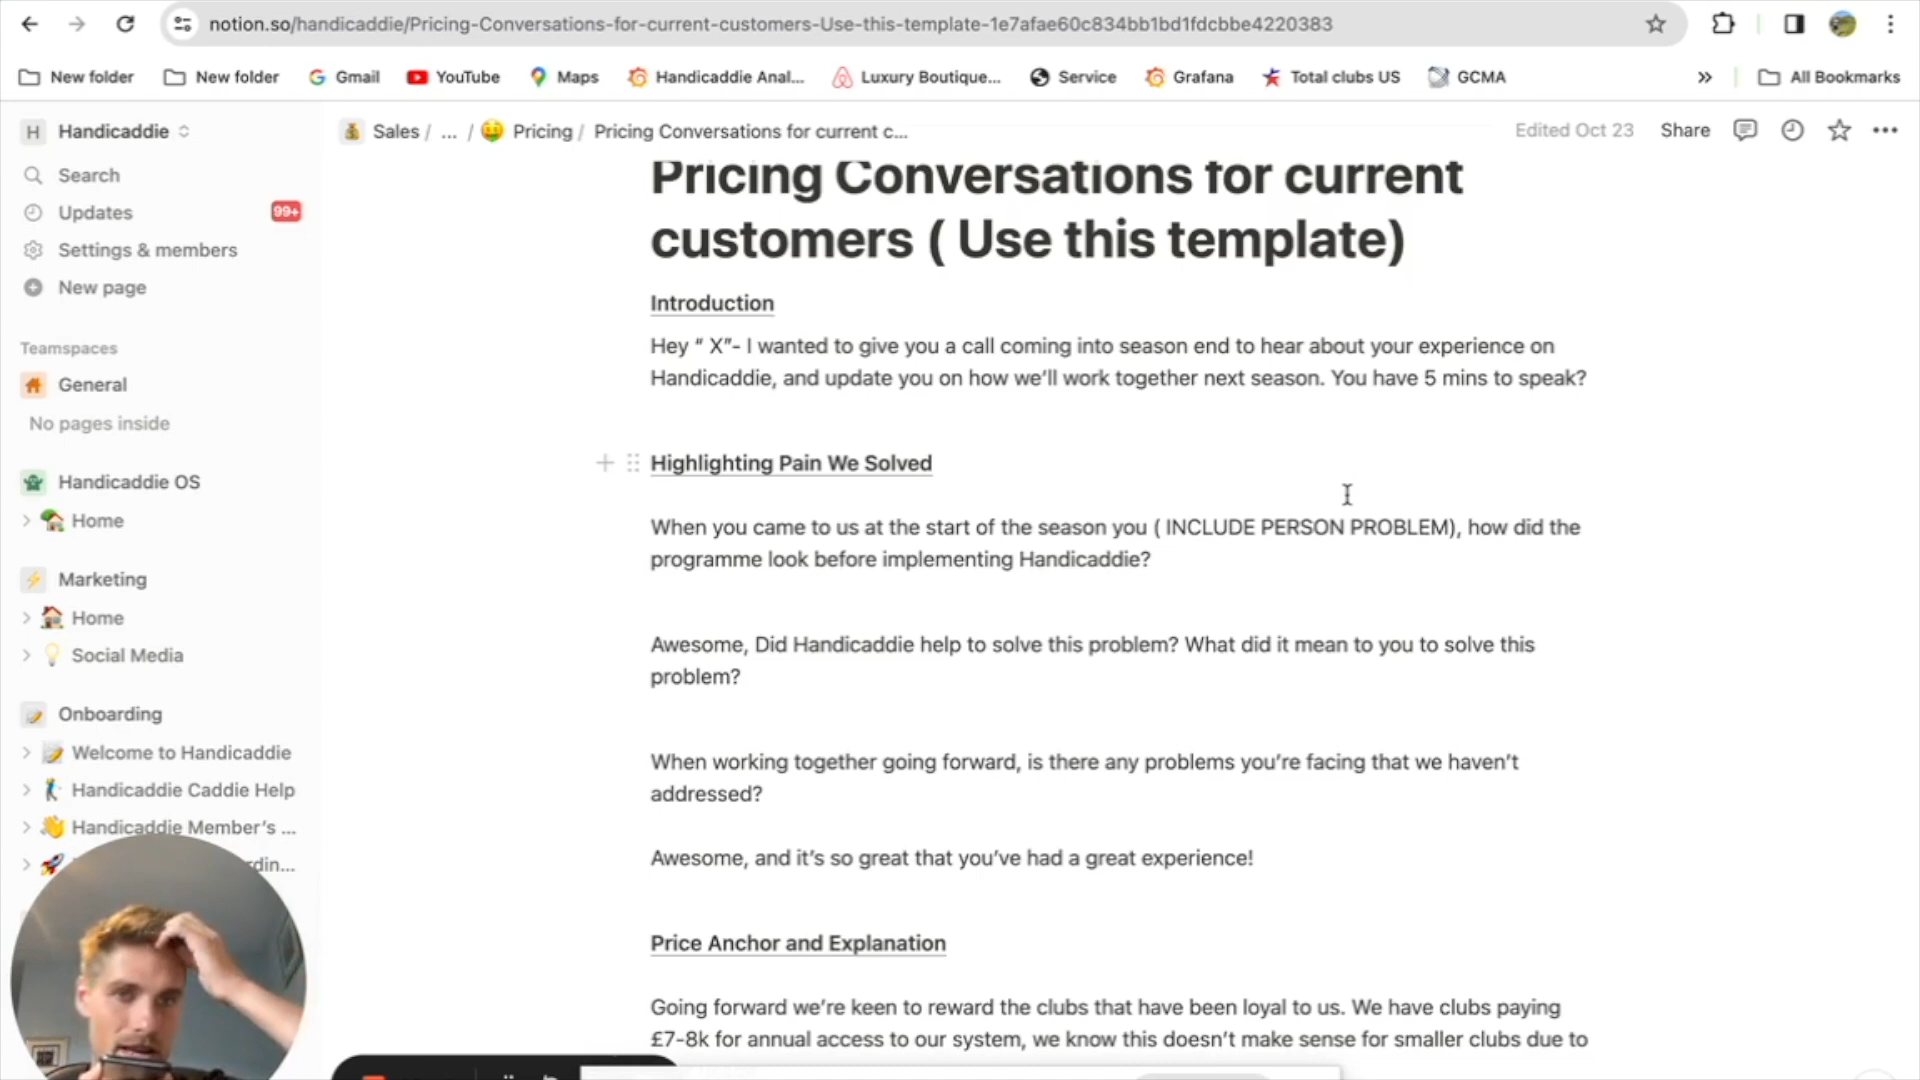 notion.so/handicaddie/Pricing-Conversations-for-current-customers-Use-this-template-1e7afae60c834bb1bd1fdcbbe4220383
New folder New folder Gmail YouTube Maps Handicaddie Anal... Luxury Boutique... Service Grafana Total clubs US GCMA » All Bookmarks
H Handicaddie
Sales / ... / Pricing / Pricing Conversations for current c...
Edited Oct 23 Share
Search
Updates 99+
Settings & members
New page
Teamspaces
General
No pages inside
Handicaddie OS
Home
Marketing
Home
Social Media
Onboarding
Welcome to Handicaddie
Handicaddie Caddie Help
Handicaddie Member's ...
rdin...
Pricing Conversations for current
customers ( Use this template)
Introduction
Hey “ X”- I wanted to give you a call coming into season end to hear about your experience on
Handicaddie, and update you on how we’ll work together next season. You have 5 mins to speak?
Highlighting Pain We Solved
When you came to us at the start of the season you ( INCLUDE PERSON PROBLEM), how did the
programme look before implementing Handicaddie?
Awesome, Did Handicaddie help to solve this problem? What did it mean to you to solve this
problem?
When working together going forward, is there any problems you’re facing that we haven’t
addressed?
Awesome, and it’s so great that you’ve had a great experience!
Price Anchor and Explanation
Going forward we’re keen to reward the clubs that have been loyal to us. We have clubs paying
£7-8k for annual access to our system, we know this doesn’t make sense for smaller clubs due to